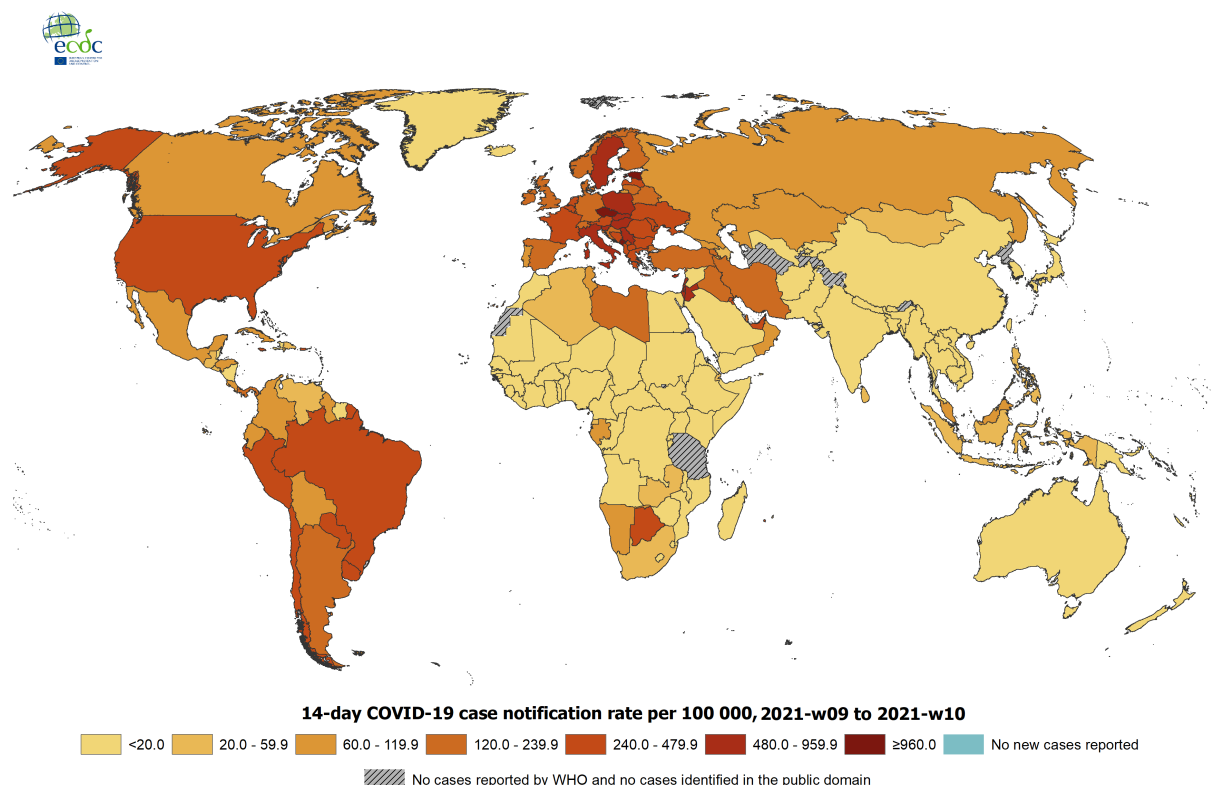 ecdc
14-day COVID-19 case notification rate per 100 000, 2021-w09 to 2021-w10
<20.0 20.0 - 59.9 60.0 - 119.9 120.0 - 239.9 240.0 - 479.9 480.0 - 959.9 ≥960.0 No new cases reported
No cases reported by WHO and no cases identified in the public domain